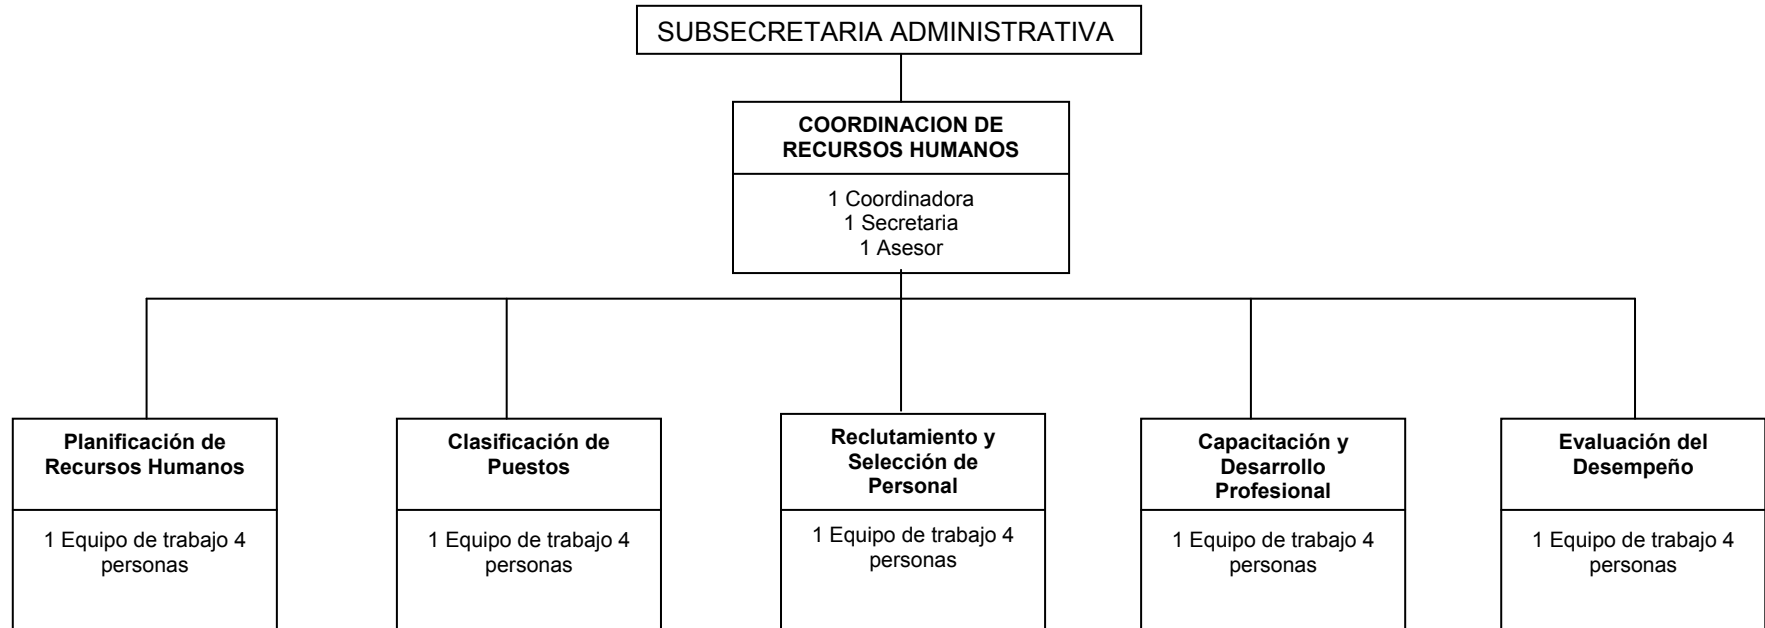 SUBSECRETARIA ADMINISTRATIVA
COORDINACION DE
RECURSOS HUMANOS
1 Coordinadora
1 Secretaria
1 Asesor
Planificación de
Recursos Humanos
1 Equipo de trabajo 4
personas
Clasificación de
Puestos
1 Equipo de trabajo 4
personas
Reclutamiento y
Selección de
Personal
1 Equipo de trabajo 4
personas
Capacitación y
Desarrollo
Profesional
1 Equipo de trabajo 4
personas
Evaluación del
Desempeño
1 Equipo de trabajo 4
personas